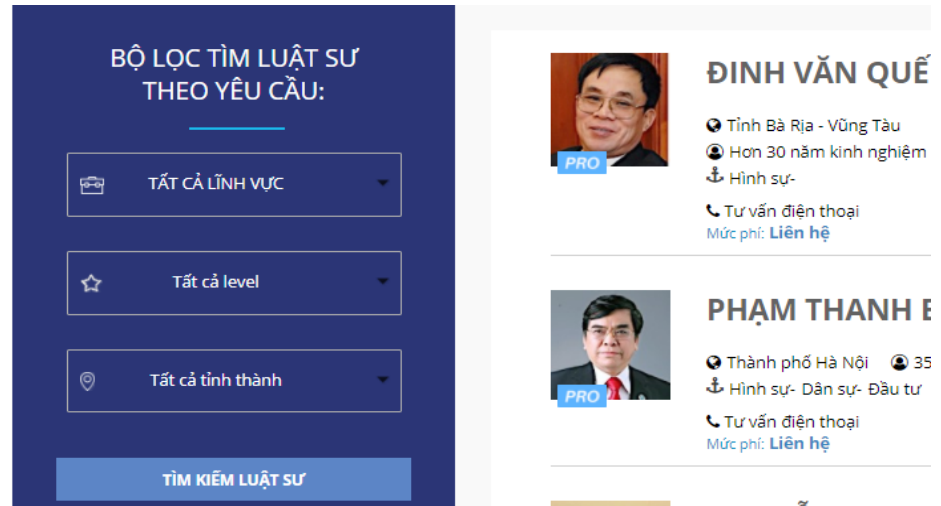 BỘ LỌC TÌM LUẬT SƯ
THEO YÊU CẦU:
TẤT CẢ LĨNH VỰC
Tất cả level
Tất cả tỉnh thành
TÌM KIẾM LUẬT SƯ
PRO
ĐINH VĂN QUẾ
Tỉnh Bà Rịa - Vũng Tàu
Hơn 30 năm kinh nghiệm
Hình sự-
Tư vấn điện thoại
Mức phí: Liên hệ
PRO
PHẠM THANH
Thành phố Hà Nội 35
Hình sự- Dân sự- Đầu tư
Tư vấn điện thoại
Mức phí: Liên hệ